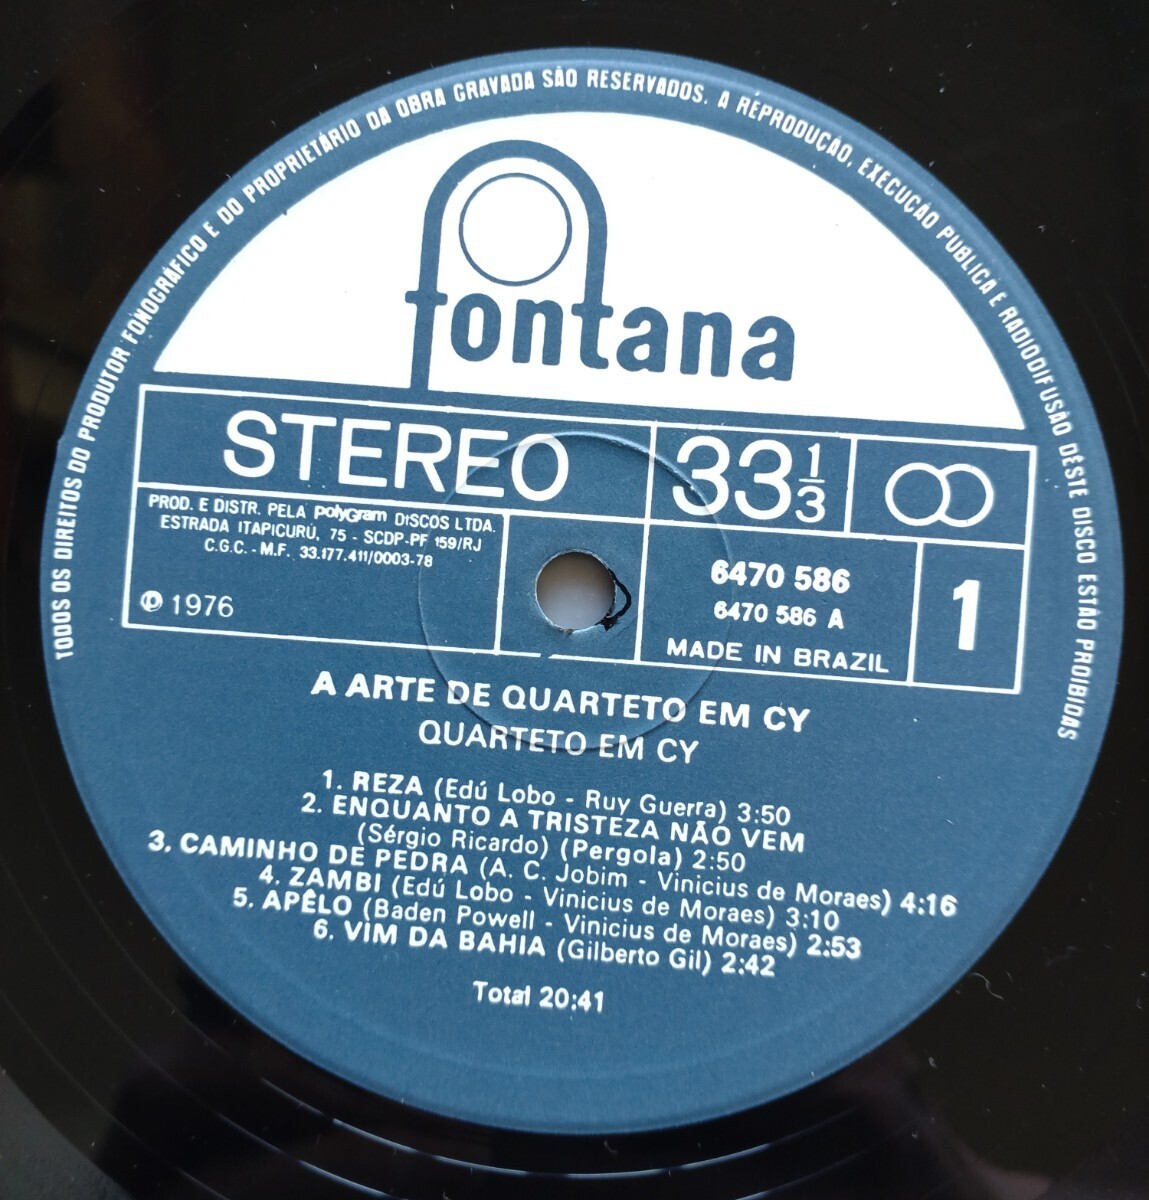 TODOS OS DIREITOS DO PRODUTOR FONOGRÁFICO E DO PROPRIETÁRIO DA OBRA GRAVADA SÃO RESERVADOS. A REPRODUÇÃO, EXECUÇÃO PUBLICA E RADIODIFUSÃO DÊSTE DISCO ESTÃO PROIBIDAS
fontana
STEREO
33 1/3
PROD. E DISTR. PELA PolyGram DISCOS LTDA.
ESTRADA ITAPICURÚ, 75 - SCDP-PF 159/RJ
C.G.C. - M.F. 33.177.411/0003-78
℗ 1976
6470 586
6470 586 A
MADE IN BRAZIL
1
A ARTE DE QUARTETO EM CY
QUARTETO EM CY
1. REZA (Edú Lobo - Ruy Guerra) 3:50
2. ENQUANTO A TRISTEZA NÃO VEM
(Sérgio Ricardo) (Pergola) 2:50
3. CAMINHO DE PEDRA (A. C. Jobim - Vinicius de Moraes) 4:16
4. ZAMBI (Edú Lobo - Vinicius de Moraes) 3:10
5. APÊLO (Baden Powell - Vinicius de Moraes) 2:53
6. VIM DA BAHIA (Gilberto Gil) 2:42
Total 20:41